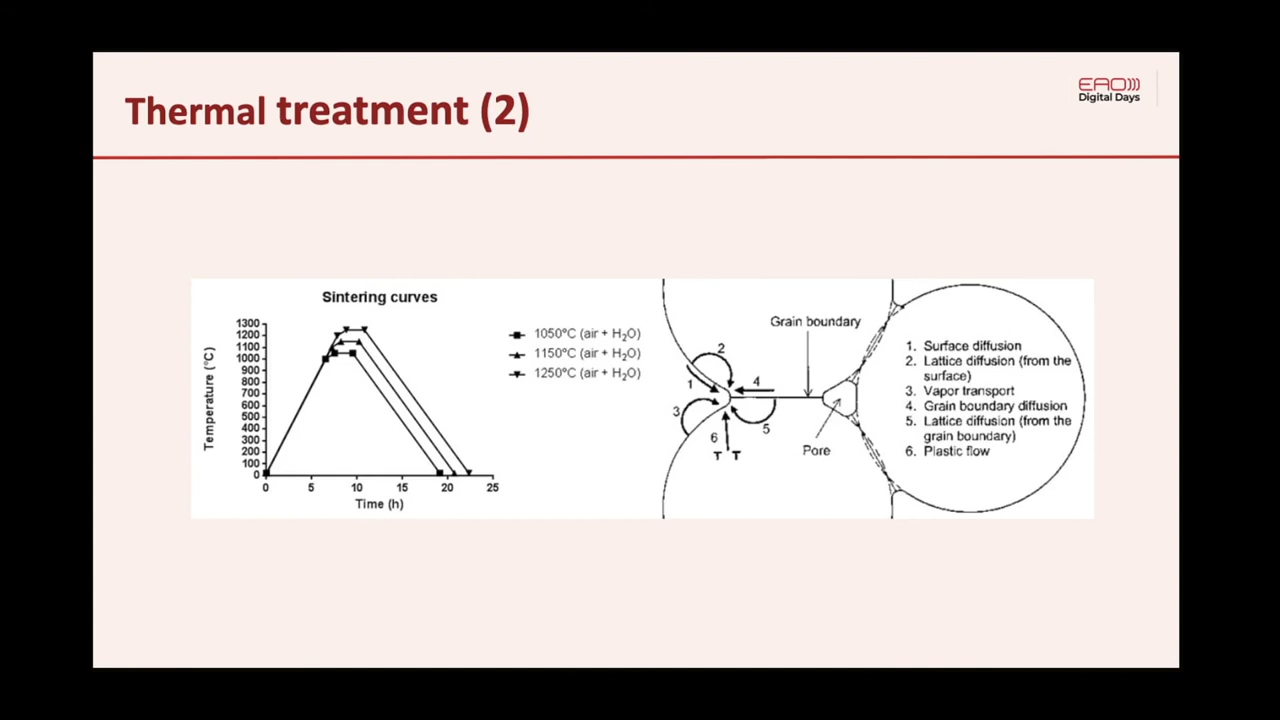 Thermal treatment (2)
EAO)))
Digital Days
Sintering curves
1300
1200
1100
1000
900
800
700
600
500
400
300
200
100
0
Temperature (°C)
0 5 10 15 20 25
Time (h)
1050°C (air + H₂O)
1150°C (air + H₂O)
1250°C (air + H₂O)
Grain boundary
2
1
4
3
5
6
Pore
1. Surface diffusion
2. Lattice diffusion (from the
surface)
3. Vapor transport
4. Grain boundary diffusion
5. Lattice diffusion (from the
grain boundary)
6. Plastic flow